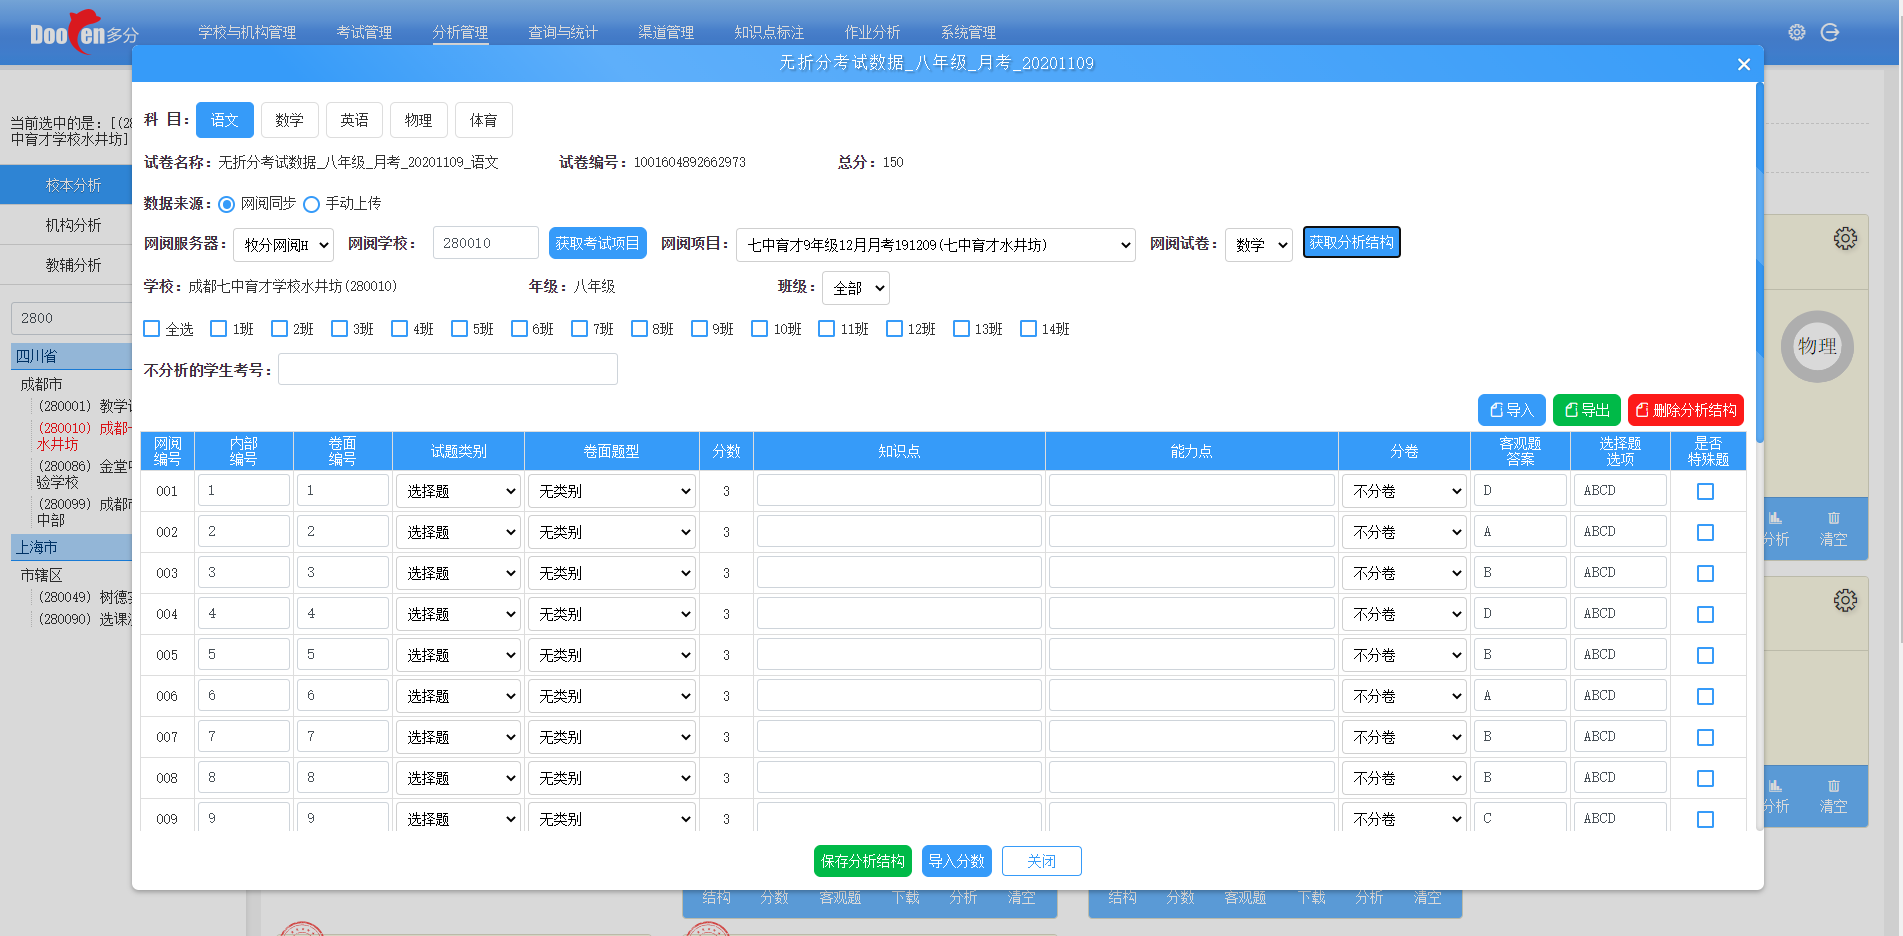 Dooren多分 学校与机构管理 考试管理 分析管理 查询与统计 渠道管理 知识点标注 作业分析 系统管理
无折分考试数据_八年级_月考_20201109
当前选中的是：[(28
中育才学校水井坊]
校本分析
机构分析
教辅分析
2800
四川省
成都市
(280001) 教学
(280010) 成都
水井坊
(280086) 金堂
验学校
(280099) 成都
中部
上海市
市辖区
(280049) 树德
(280090) 选课
科 目： 语文 数学 英语 物理 体育
试卷名称：无折分考试数据_八年级_月考_20201109_语文 试卷编号：1001604892662973 总分：150
数据来源： 网阅同步 手动上传
网阅服务器： 牧分网阅H 网阅学校： 280010 获取考试项目 网阅项目： 七中育才9年级12月月考191209(七中育才水井坊) 网阅试卷： 数学 获取分析结构
学校：成都七中育才学校水井坊(280010) 年级：八年级 班级： 全部
全选 1班 2班 3班 4班 5班 6班 7班 8班 9班 10班 11班 12班 13班 14班
不分析的学生考号：
导入 导出 删除分析结构
网阅编号 内部编号 卷面编号 试题类别 卷面题型 分数 知识点 能力点 分卷 客观题答案 选择题选项 是否特殊题
001 1 1 选择题 无类别 3 不分卷 D ABCD
002 2 2 选择题 无类别 3 不分卷 A ABCD
003 3 3 选择题 无类别 3 不分卷 B ABCD
004 4 4 选择题 无类别 3 不分卷 D ABCD
005 5 5 选择题 无类别 3 不分卷 B ABCD
006 6 6 选择题 无类别 3 不分卷 A ABCD
007 7 7 选择题 无类别 3 不分卷 B ABCD
008 8 8 选择题 无类别 3 不分卷 B ABCD
009 9 9 选择题 无类别 3 不分卷 C ABCD
保存分析结构 导入分数 关闭
物理
分析 清空
分析 清空
结构 分数 客观题 下载 分析 清空 结构 分数 客观题 下载 分析 清空